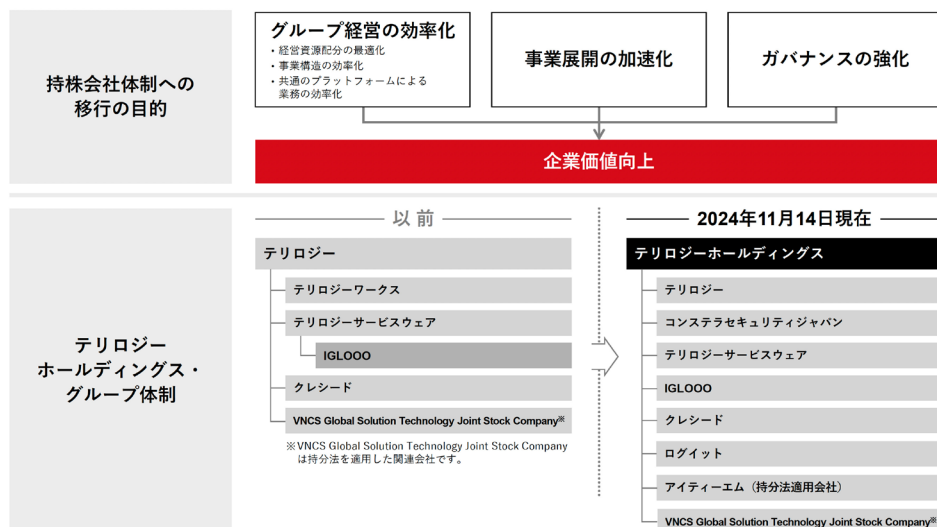 持株会社体制への
移行の目的
グループ経営の効率化
・経営資源配分の最適化
・事業構造の効率化
・共通のプラットフォームによる
業務の効率化
事業展開の加速化
ガバナンスの強化
企業価値向上
テリロジー
ホールディングス・
グループ体制
以前
テリロジー
テリロジーワークス
テリロジーサービスウェア
IGLOOO
クレシード
VNCS Global Solution Technology Joint Stock Company※
※VNCS Global Solution Technology Joint Stock Company
は持分法を適用した関連会社です。
2024年11月14日現在
テリロジーホールディングス
テリロジー
コンステラセキュリティジャパン
テリロジーサービスウェア
IGLOOO
クレシード
ログイット
アイティーエム（持分法適用会社）
VNCS Global Solution Technology Joint Stock Company※